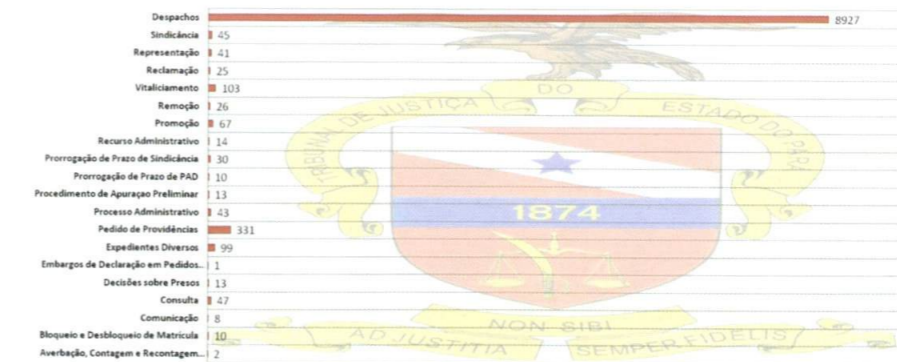 Despachos 8927
Sindicância 45
Representação 41
Reclamação 25
Vitaliciamento 103
Remoção 26
Promoção 67
Recurso Administrativo 14
Prorrogação de Prazo de Sindicância 30
Prorrogação de Prazo de PAD 10
Procedimento de Apuraçao Preliminar 13
Processo Administrativo 43
Pedido de Providências 331
Expedientes Diversos 99
Embargos de Declaração em Pedidos... 1
Decisões sobre Presos 13
Consulta 47
Comunicação 8
Bloqueio e Desbloqueio de Matrícula 10
Averbação, Contagem e Recontagem... 2
TRIBUNAL DE JUSTIÇA DO ESTADO DO PARÁ
1874
AD JUSTITIA NON SIBI SEMPER FIDELIS